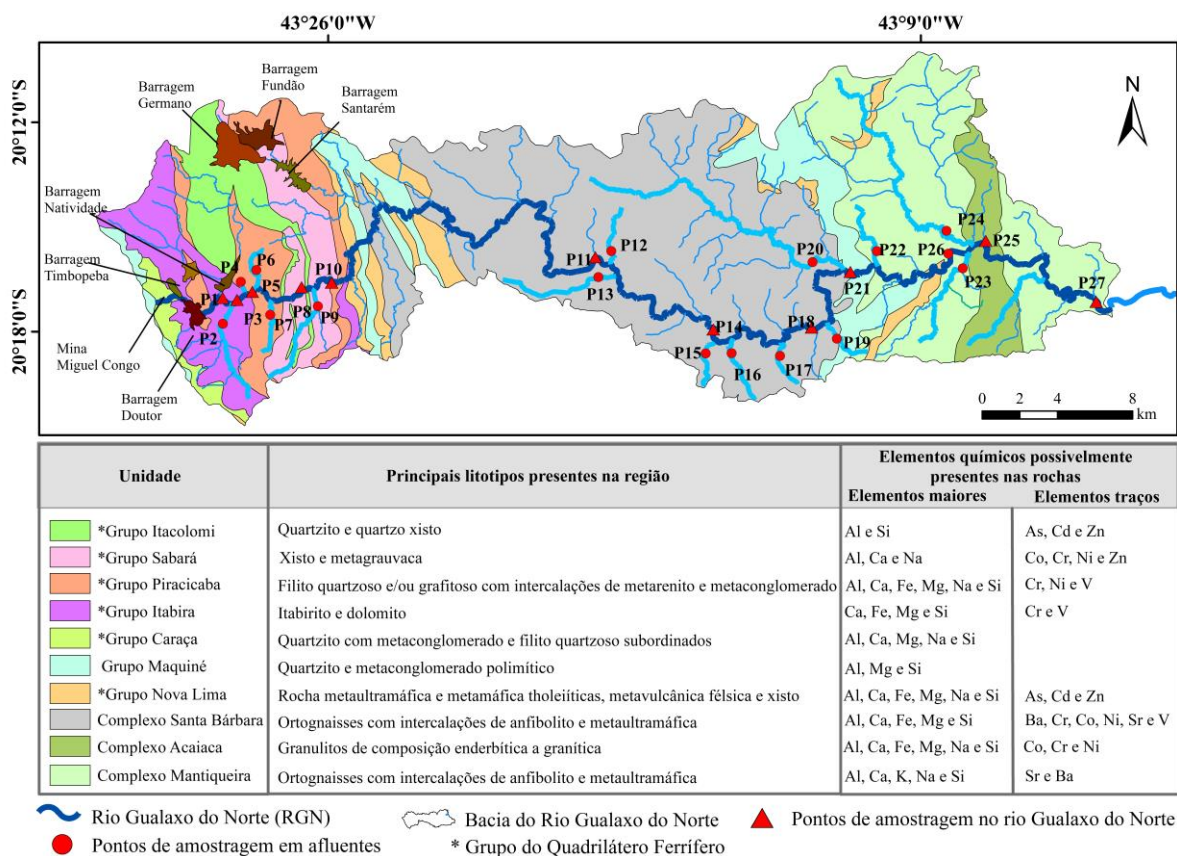 43°26'0"W
43°9'0"W
20°12'0"S
20°18'0"S
Barragem
Germano
Barragem
Fundão
Barragem
Santarém
N
Barragem
Natividade
Barragem
Timbopeba
Mina
Miguel Congo
Barragem
Doutor
P1
P2
P3
P4
P5
P6
P7
P8
P9
P10
P11
P12
P13
P14
P15
P16
P17
P18
P19
P20
P21
P22
P23
P24
P25
P26
P27
0 2 4 8
km
Unidade
Principais litotipos presentes na região
Elementos químicos possivelmente
presentes nas rochas
Elementos maiores Elementos traços
*Grupo Itacolomi Quartzito e quartzo xisto Al e Si As, Cd e Zn
*Grupo Sabará Xisto e metagrauvaca Al, Ca e Na Co, Cr, Ni e Zn
*Grupo Piracicaba Filito quartzoso e/ou grafitoso com intercalações de metarenito e metaconglomerado Al, Ca, Fe, Mg, Na e Si Cr, Ni e V
*Grupo Itabira Itabirito e dolomito Ca, Fe, Mg e Si Cr e V
*Grupo Caraça Quartzito com metaconglomerado e filito quartzoso subordinados Al, Ca, Mg, Na e Si
Grupo Maquiné Quartzito e metaconglomerado polimítico Al, Mg e Si
*Grupo Nova Lima Rocha metaultramáfica e metamáfica tholeiíticas, metavulcânica félsica e xisto Al, Ca, Fe, Mg, Na e Si As, Cd e Zn
Complexo Santa Bárbara Ortognaisses com intercalações de anfibolito e metaultramáfica Al, Ca, Fe, Mg e Si Ba, Cr, Co, Ni, Sr e V
Complexo Acaiaca Granulitos de composição enderbítica a granítica Al, Ca, Fe, Mg, Na e Si Co, Cr e Ni
Complexo Mantiqueira Ortognaisses com intercalações de anfibolito e metaultramáfica Al, Ca, K, Na e Si Sr e Ba
Rio Gualaxo do Norte (RGN) Bacia do Rio Gualaxo do Norte Pontos de amostragem no rio Gualaxo do Norte
Pontos de amostragem em afluentes * Grupo do Quadrilátero Ferrífero